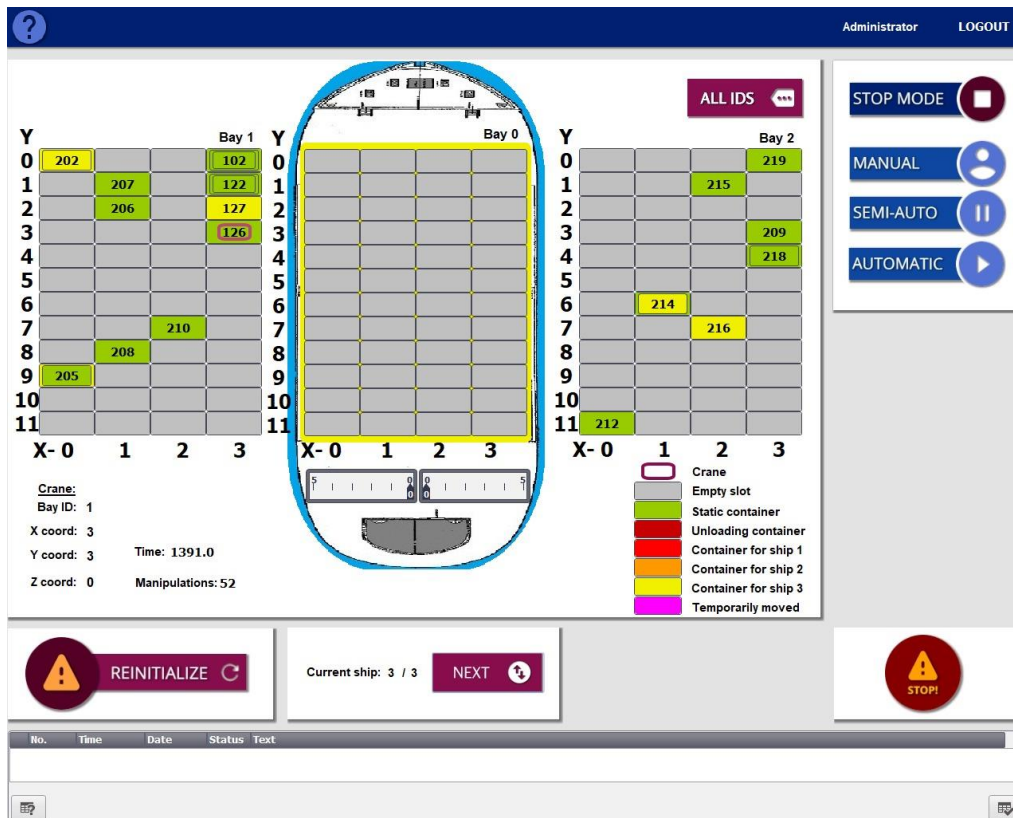 ?
Administrator LOGOUT
ALL IDS
STOP MODE
MANUAL
SEMI-AUTO
AUTOMATIC
Y Bay 1 Y Bay 0 Y Bay 2
0 202 102 0 0 219
1 207 122 1 1 215
2 206 127 2 2
3 126 3 3 209
4 4 4 218
5 5 5
6 6 6 214
7 210 7 7 216
8 208 8 8
9 205 9 9
10 10 10
11 11 11 212
X- 0 1 2 3 X- 0 1 2 3 X- 0 1 2 3
5 0 0 5
0 0
Crane:
Bay ID: 1
X coord: 3
Y coord: 3 Time: 1391.0
Z coord: 0 Manipulations: 52
Crane
Empty slot
Static container
Unloading container
Container for ship 1
Container for ship 2
Container for ship 3
Temporarily moved
REINITIALIZE
Current ship: 3 / 3 NEXT
STOP!
No. Time Date Status Text
?